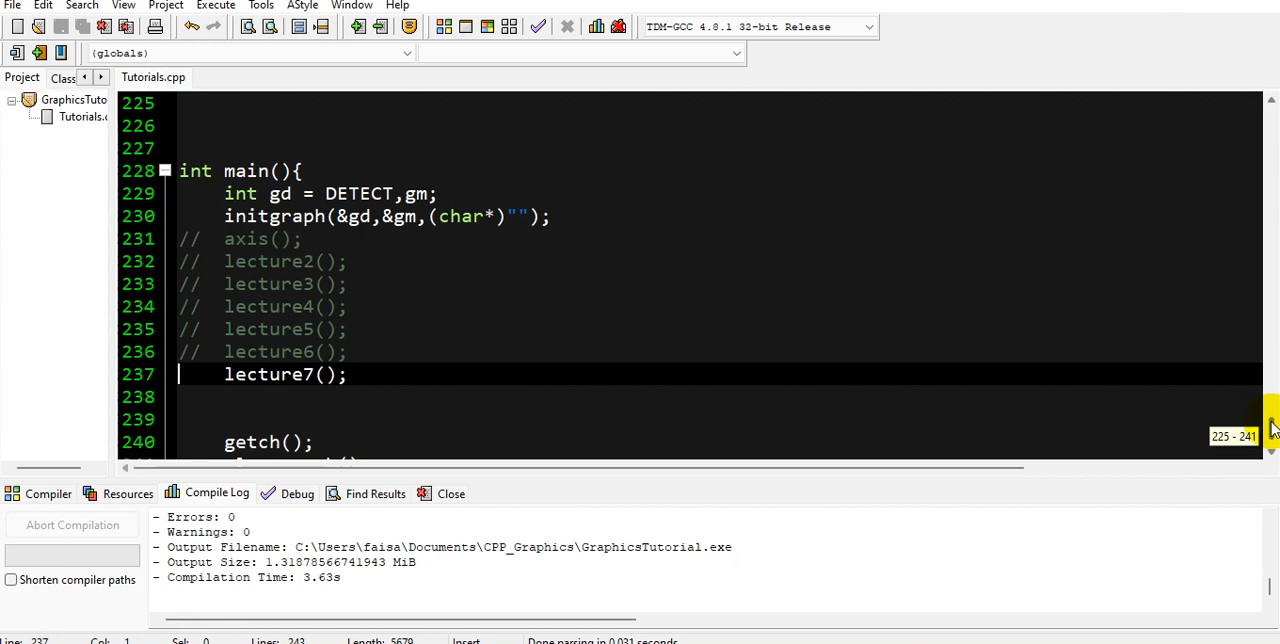 File Edit Search View Project Execute Tools AStyle Window Help
TDM-GCC 4.8.1 32-bit Release
(globals)
Project Class Tutorials.cpp
GraphicsTuto
Tutorials.c
225
226
227
228 int main(){
229 int gd = DETECT,gm;
230 initgraph(&gd,&gm,(char*)"");
231 // axis();
232 // lecture2();
233 // lecture3();
234 // lecture4();
235 // lecture5();
236 // lecture6();
237 lecture7();
238
239
240 getch();
225 - 241
Compiler Resources Compile Log Debug Find Results Close
Abort Compilation
Shorten compiler paths
- Errors: 0
- Warnings: 0
- Output Filename: C:\Users\faisa\Documents\CPP_Graphics\GraphicsTutorial.exe
- Output Size: 1.31878566741943 MiB
- Compilation Time: 3.63s
Line: 237 Col: 1 Sel: 0 Lines: 243 Length: 5679 Insert Done parsing in 0.031 seconds